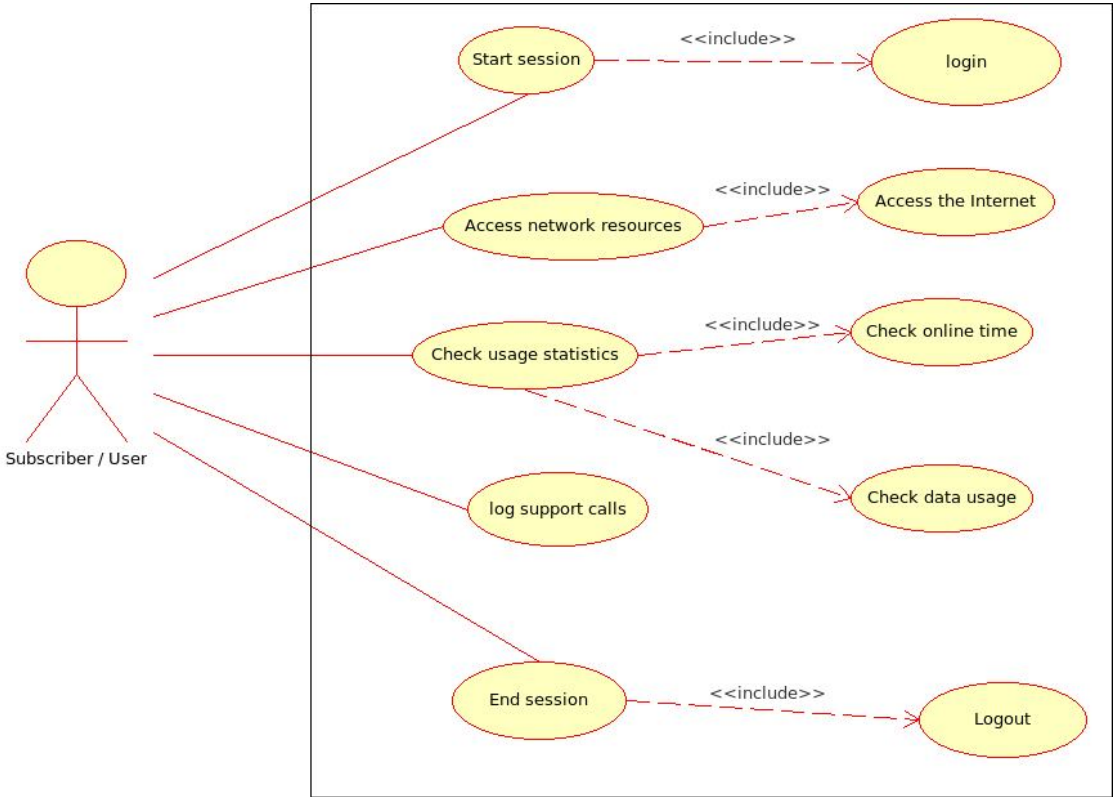 Start session
<<include>>
login
Access network resources
<<include>>
Access the Internet
Check usage statistics
<<include>>
Check online time
<<include>>
Check data usage
Subscriber / User
log support calls
End session
<<include>>
Logout